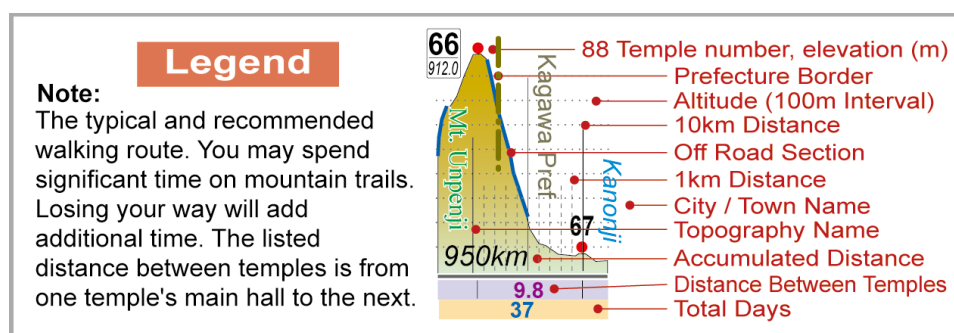 Legend
Note:
The typical and recommended
walking route. You may spend
significant time on mountain trails.
Losing your way will add
additional time. The listed
distance between temples is from
one temple's main hall to the next.
66
912.0
Kagawa Pref
Mt. Unpenji
Kanonji
67
950km
9.8
37
88 Temple number, elevation (m)
Prefecture Border
Altitude (100m Interval)
10km Distance
Off Road Section
1km Distance
City / Town Name
Topography Name
Accumulated Distance
Distance Between Temples
Total Days